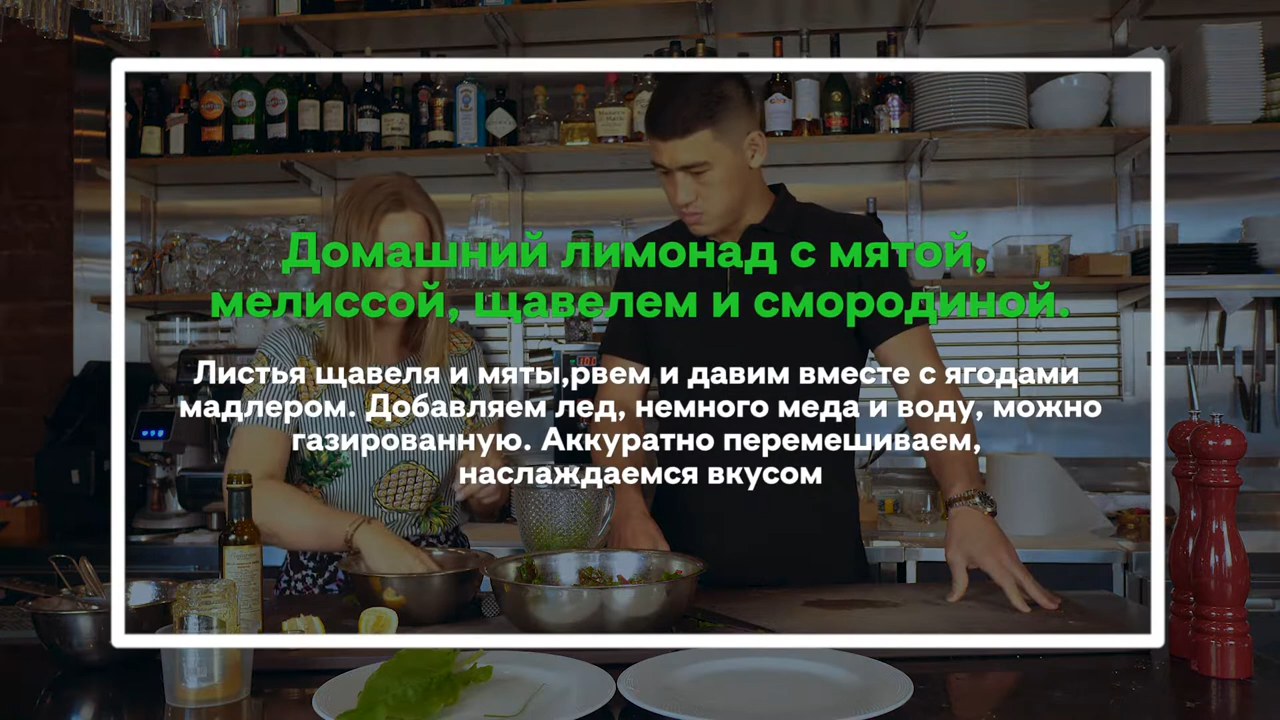 Домашний лимонад с мятой,
мелиссой, щавелем и смородиной.
Листья щавеля и мяты,рвем и давим вместе с ягодами
мадлером. Добавляем лед, немного меда и воду, можно
газированную. Аккуратно перемешиваем,
наслаждаемся вкусом